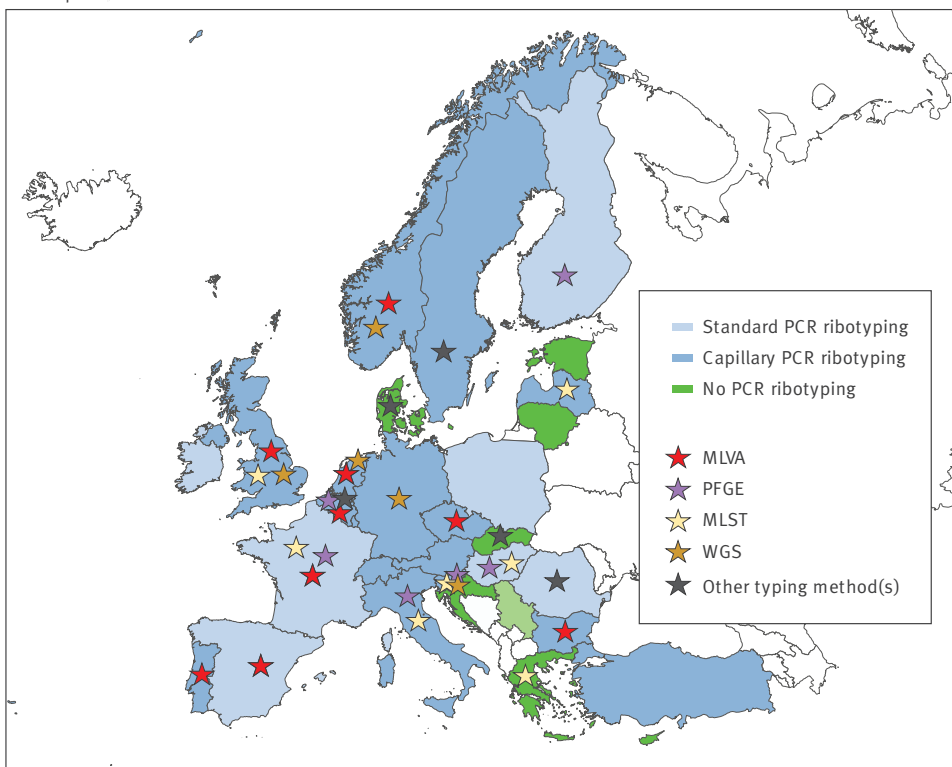 Standard PCR ribotyping
Capillary PCR ribotyping
No PCR ribotyping
MLVA
PFGE
MLST
WGS
Other typing method(s)